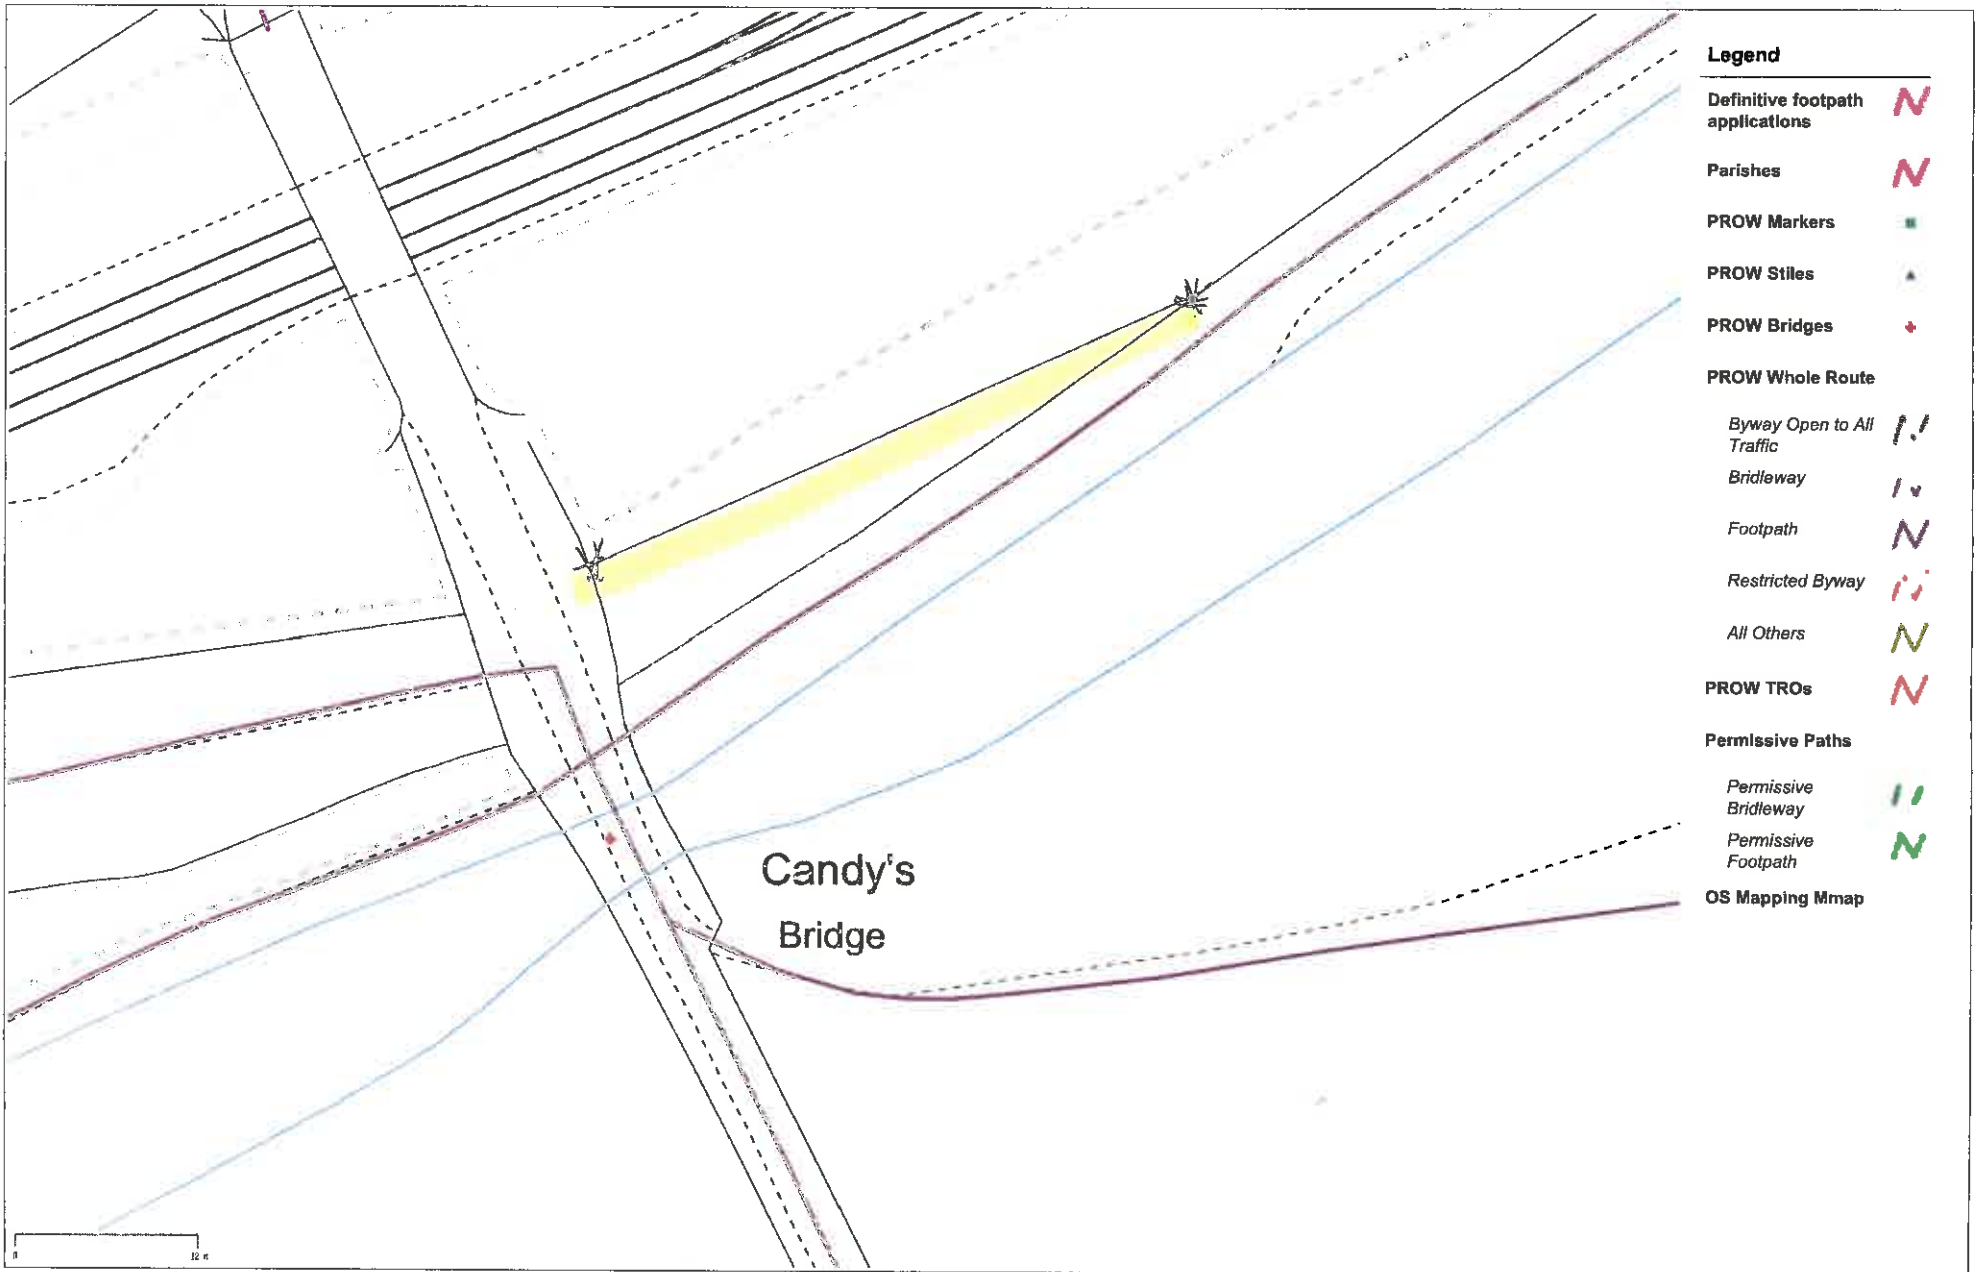 Legend
Definitive footpath
applications
Parishes
PROW Markers
PROW Stiles
PROW Bridges
PROW Whole Route
Byway Open to All
Traffic
Bridleway
Footpath
Restricted Byway
All Others
PROW TROs
Permissive Paths
Permissive
Bridleway
Permissive
Footpath
OS Mapping Mmap
Candy's
Bridge
0